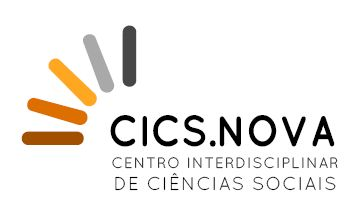 CICS.NOVA
CENTRO INTERDISCIPLINAR
DE CIÊNCIAS SOCIAIS